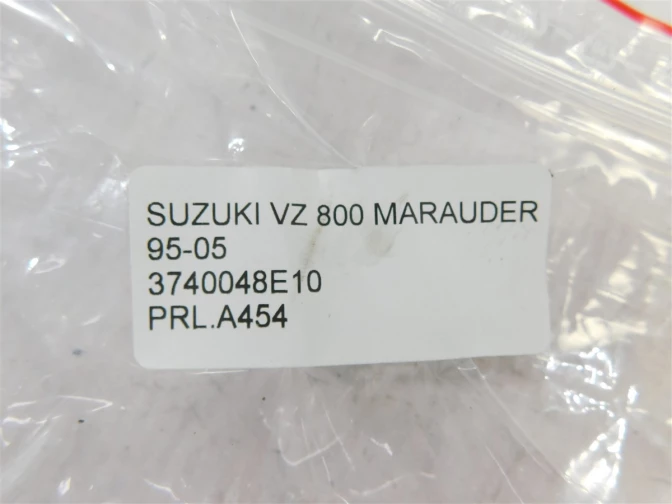 SUZUKI VZ 800 MARAUDER
95-05
3740048E10
PRL.A454